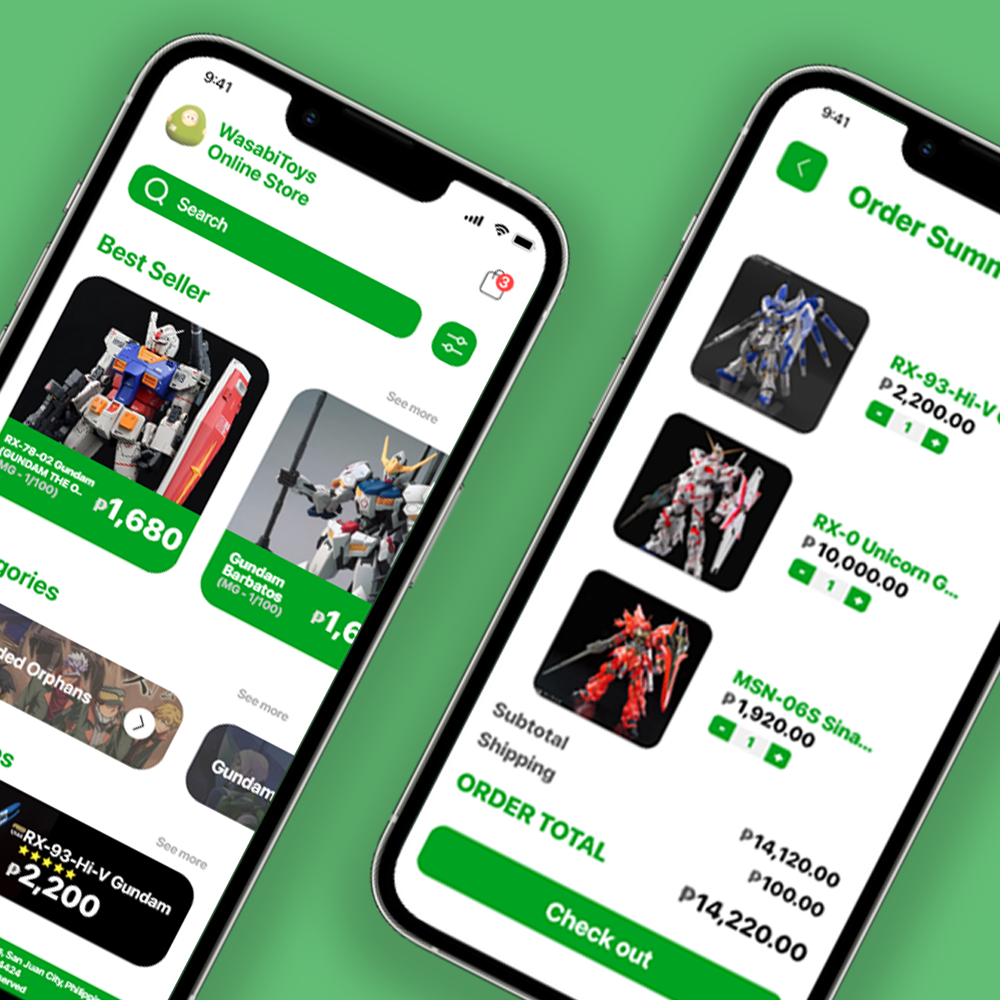 9:41
WasabiToys
Online Store
Search
3
Best Seller
See more
RX-78-02 Gundam
(GUNDAM THE O..
(MG - 1/100)
₱1,680
Gundam
Barbatos
(MG - 1/100)
₱1,6
gories
See more
ded Orphans
Gundam
es
See more
RX-93-Hi-V Gundam
₱2,200
, San Juan City, Philippin
4424
served
9:41
Order Summ
RX-93-Hi-V G
₱2,200.00
- 1 +
RX-0 Unicorn G...
₱10,000.00
- 1 +
MSN-06S Sina...
₱1,920.00
- 1 +
Subtotal
₱14,120.00
Shipping
₱100.00
ORDER TOTAL
₱14,220.00
Check out